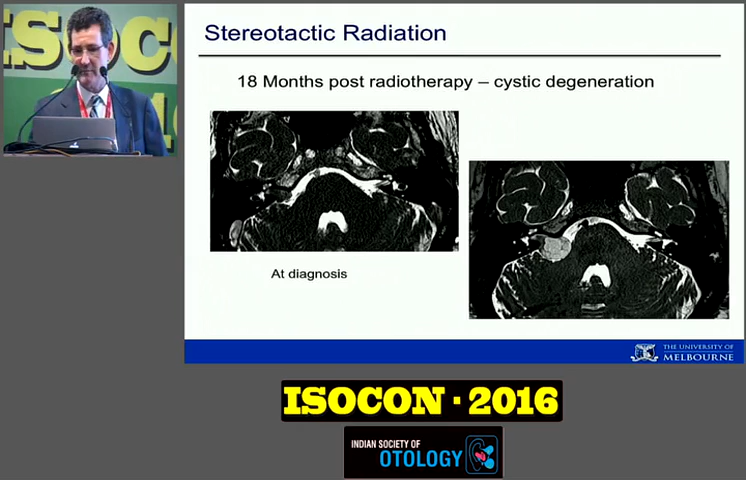 ISOCO
Stereotactic Radiation
18 Months post radiotherapy – cystic degeneration
At diagnosis
THE UNIVERSITY OF
MELBOURNE
ISOCON · 2016
INDIAN SOCIETY OF
OTOLOGY